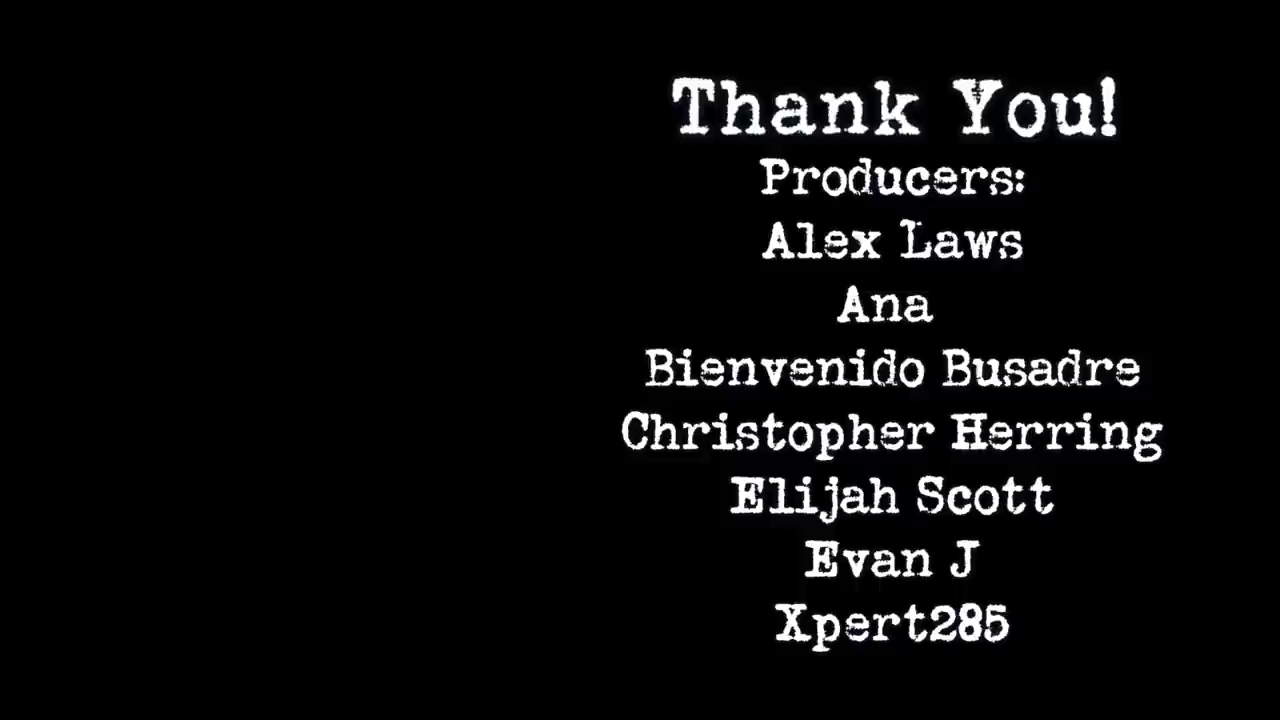 Thank You!
Producers:
Alex Laws
Ana
Bienvenido Busadre
Christopher Herring
Elijah Scott
Evan J
Xpert285